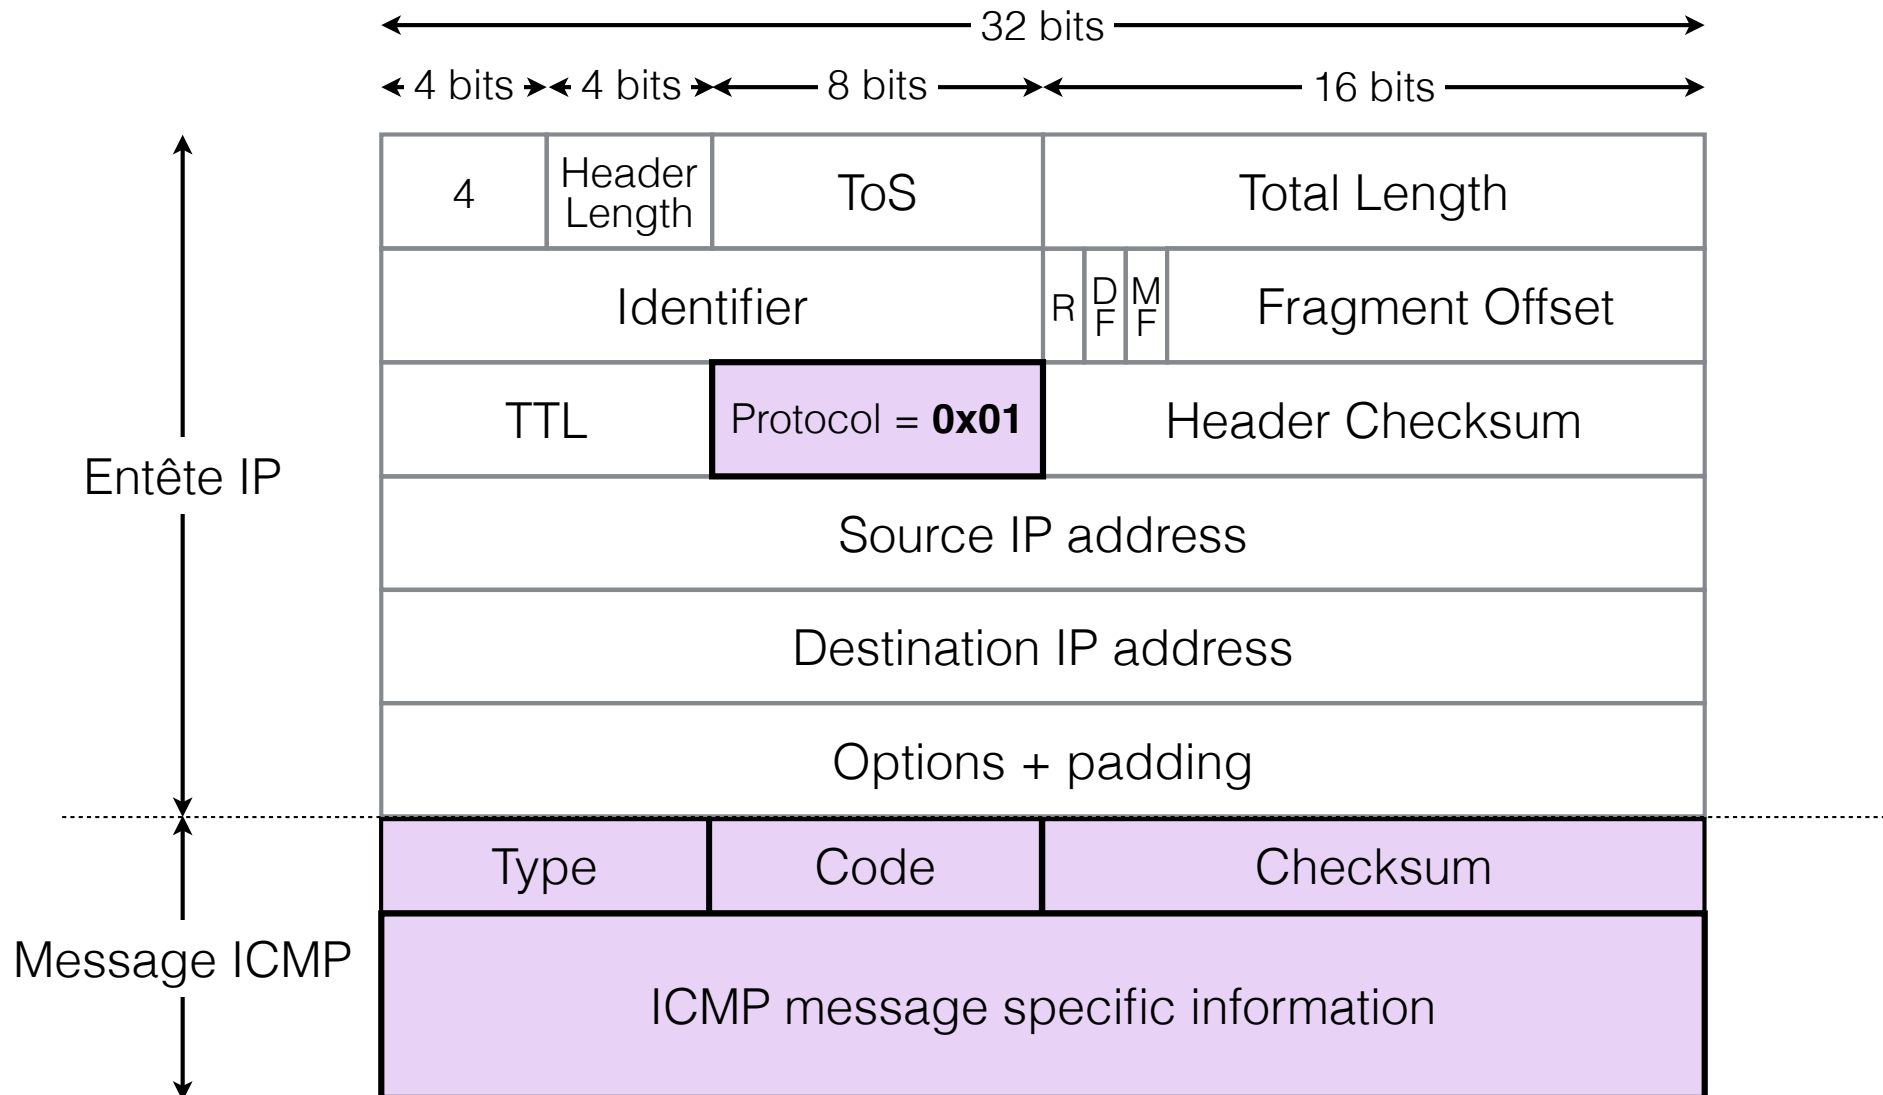 32 bits
4 bits 4 bits 8 bits 16 bits
4 Header Length ToS Total Length
Identifier R DF MF Fragment Offset
TTL Protocol = 0x01 Header Checksum
Entête IP
Source IP address
Destination IP address
Options + padding
Type Code Checksum
Message ICMP
ICMP message specific information